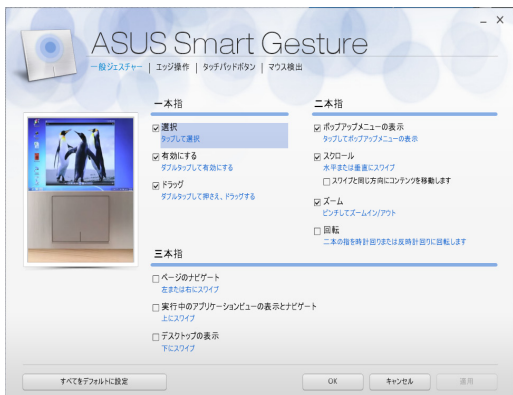 ASUS Smart Gesture
一般ジェスチャー | エッジ操作 | タッチパッドボタン | マウス検出
一本指
選択
タップして選択
有効にする
ダブルタップして有効にする
ドラッグ
ダブルタップして押さえ、ドラッグする
二本指
ポップアップメニューの表示
タップしてポップアップメニューの表示
スクロール
水平または垂直にスワイプ
スワイプと同じ方向にコンテンツを移動します
ズーム
ピンチしてズームイン/アウト
回転
二本の指を時計回りまたは反時計回りに回転します
三本指
ページのナビゲート
左または右にスワイプ
実行中のアプリケーションビューの表示とナビゲート
上にスワイプ
デスクトップの表示
下にスワイプ
すべてをデフォルトに設定
OK
キャンセル
適用